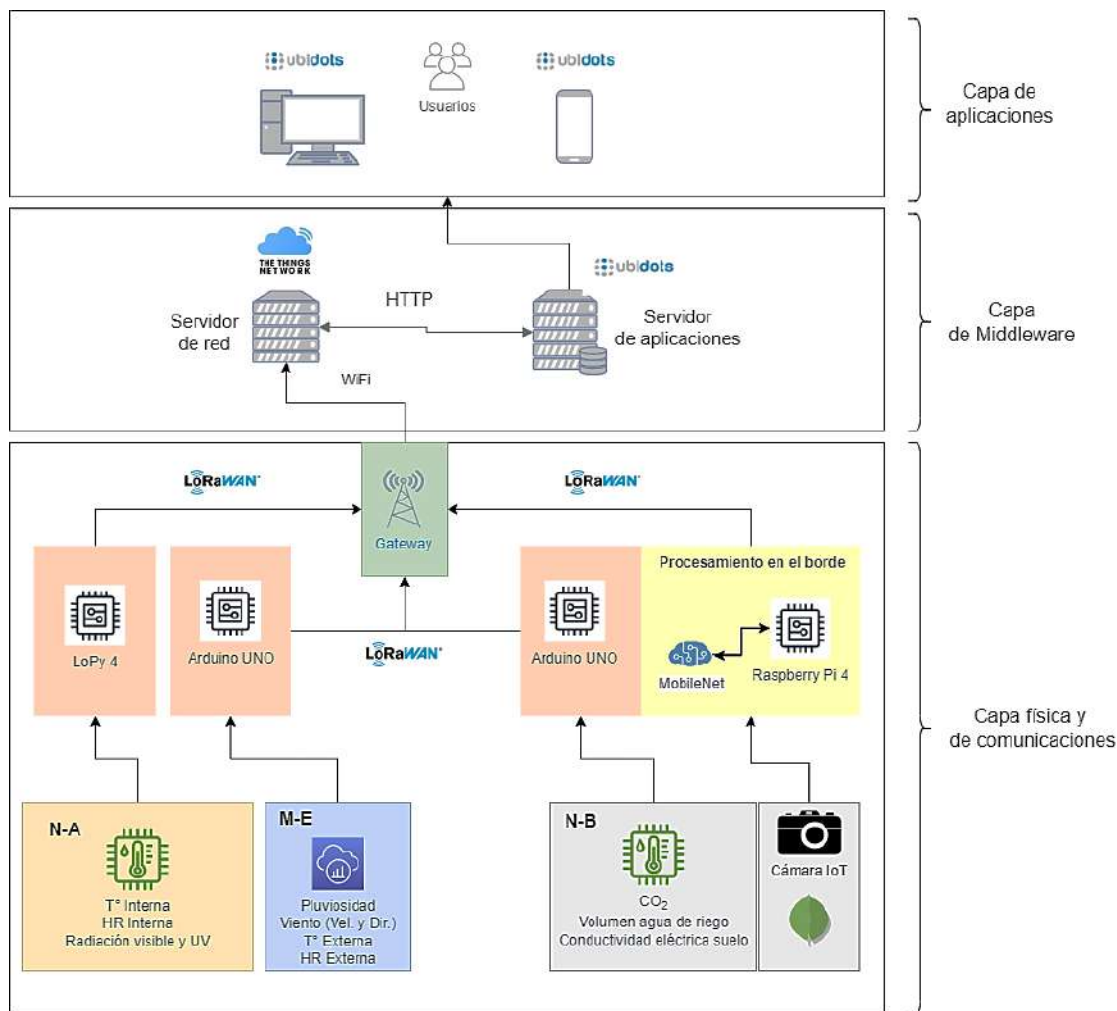 ubidots
ubidots
Usuarios
Capa de
aplicaciones
THE THINGS
NETWORK
ubidots
HTTP
Servidor
de red
Servidor
de aplicaciones
WiFi
Capa
de Middleware
LoRaWAN
LoRaWAN
Gateway
Procesamiento en el borde
LoPy 4
Arduino UNO
LoRaWAN
Arduino UNO
MobileNet
Raspberry Pi 4
Capa física y
de comunicaciones
N-A
T° Interna
HR Interna
Radiación visible y UV
M-E
Pluviosidad
Viento (Vel. y Dir.)
T° Externa
HR Externa
N-B
CO₂
Volumen agua de riego
Conductividad eléctrica suelo
Cámara IoT